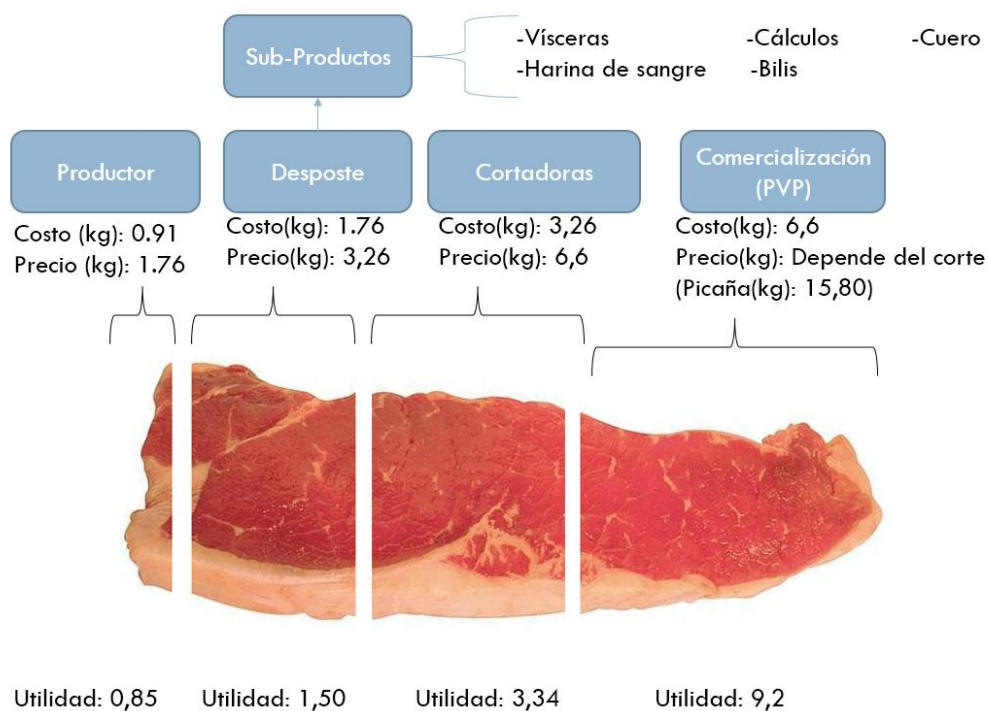 Sub-Productos
-Vísceras -Cálculos -Cuero
-Harina de sangre -Bilis
Productor
Costo (kg): 0.91
Precio (kg): 1.76
Desposte
Costo(kg): 1.76
Precio(kg): 3,26
Cortadoras
Costo(kg): 3,26
Precio(kg): 6,6
Comercialización
(PVP)
Costo(kg): 6,6
Precio(kg): Depende del corte
(Picaña(kg): 15,80)
Utilidad: 0,85
Utilidad: 1,50
Utilidad: 3,34
Utilidad: 9,2